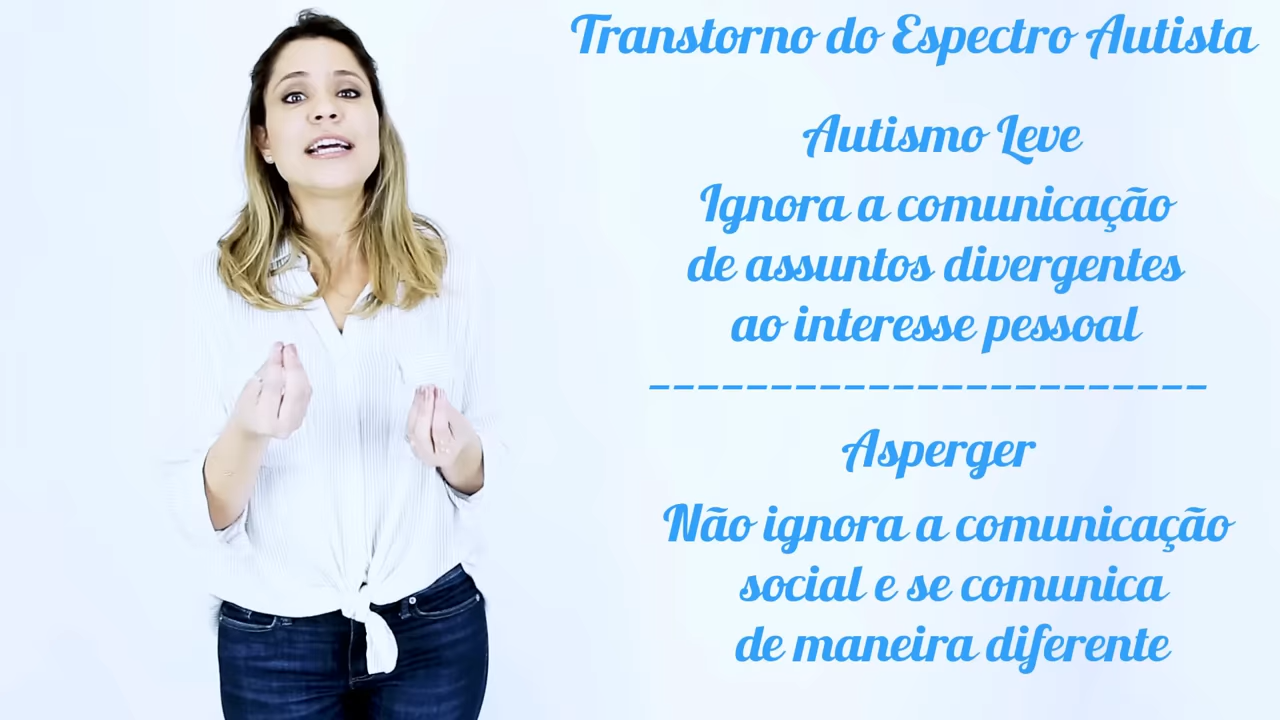 Transtorno do Espectro Autista
Autismo Leve
Ignora a comunicação
de assuntos divergentes
ao interesse pessoal
-----------------------
Asperger
Não ignora a comunicação
social e se comunica
de maneira diferente